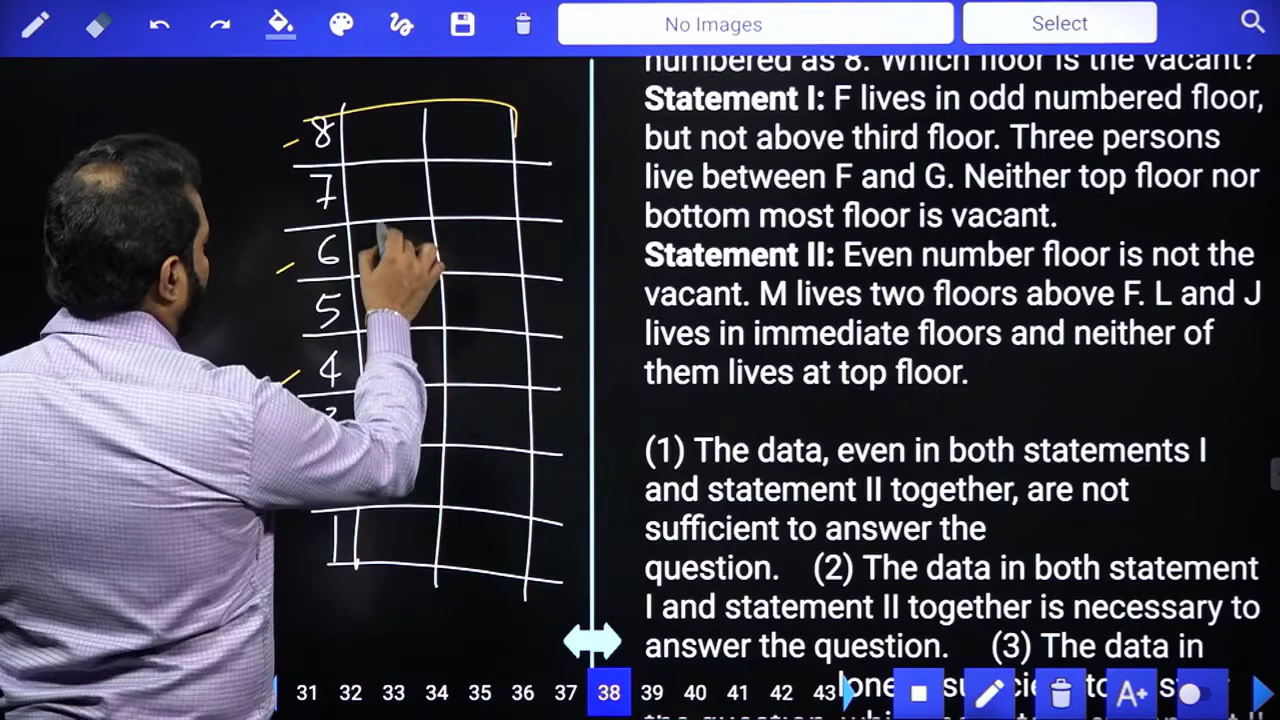 No Images
Select
8
7
6
5
4
1
numbered as 8. Which floor is the vacant?
Statement I: F lives in odd numbered floor,
but not above third floor. Three persons
live between F and G. Neither top floor nor
bottom most floor is vacant.
Statement II: Even number floor is not the
vacant. M lives two floors above F. L and J
lives in immediate floors and neither of
them lives at top floor.
(1) The data, even in both statements I
and statement II together, are not
sufficient to answer the
question. (2) The data in both statement
I and statement II together is necessary to
answer the question. (3) The data in
31 32 33 34 35 36 37 38 39 40 41 42 43
A+